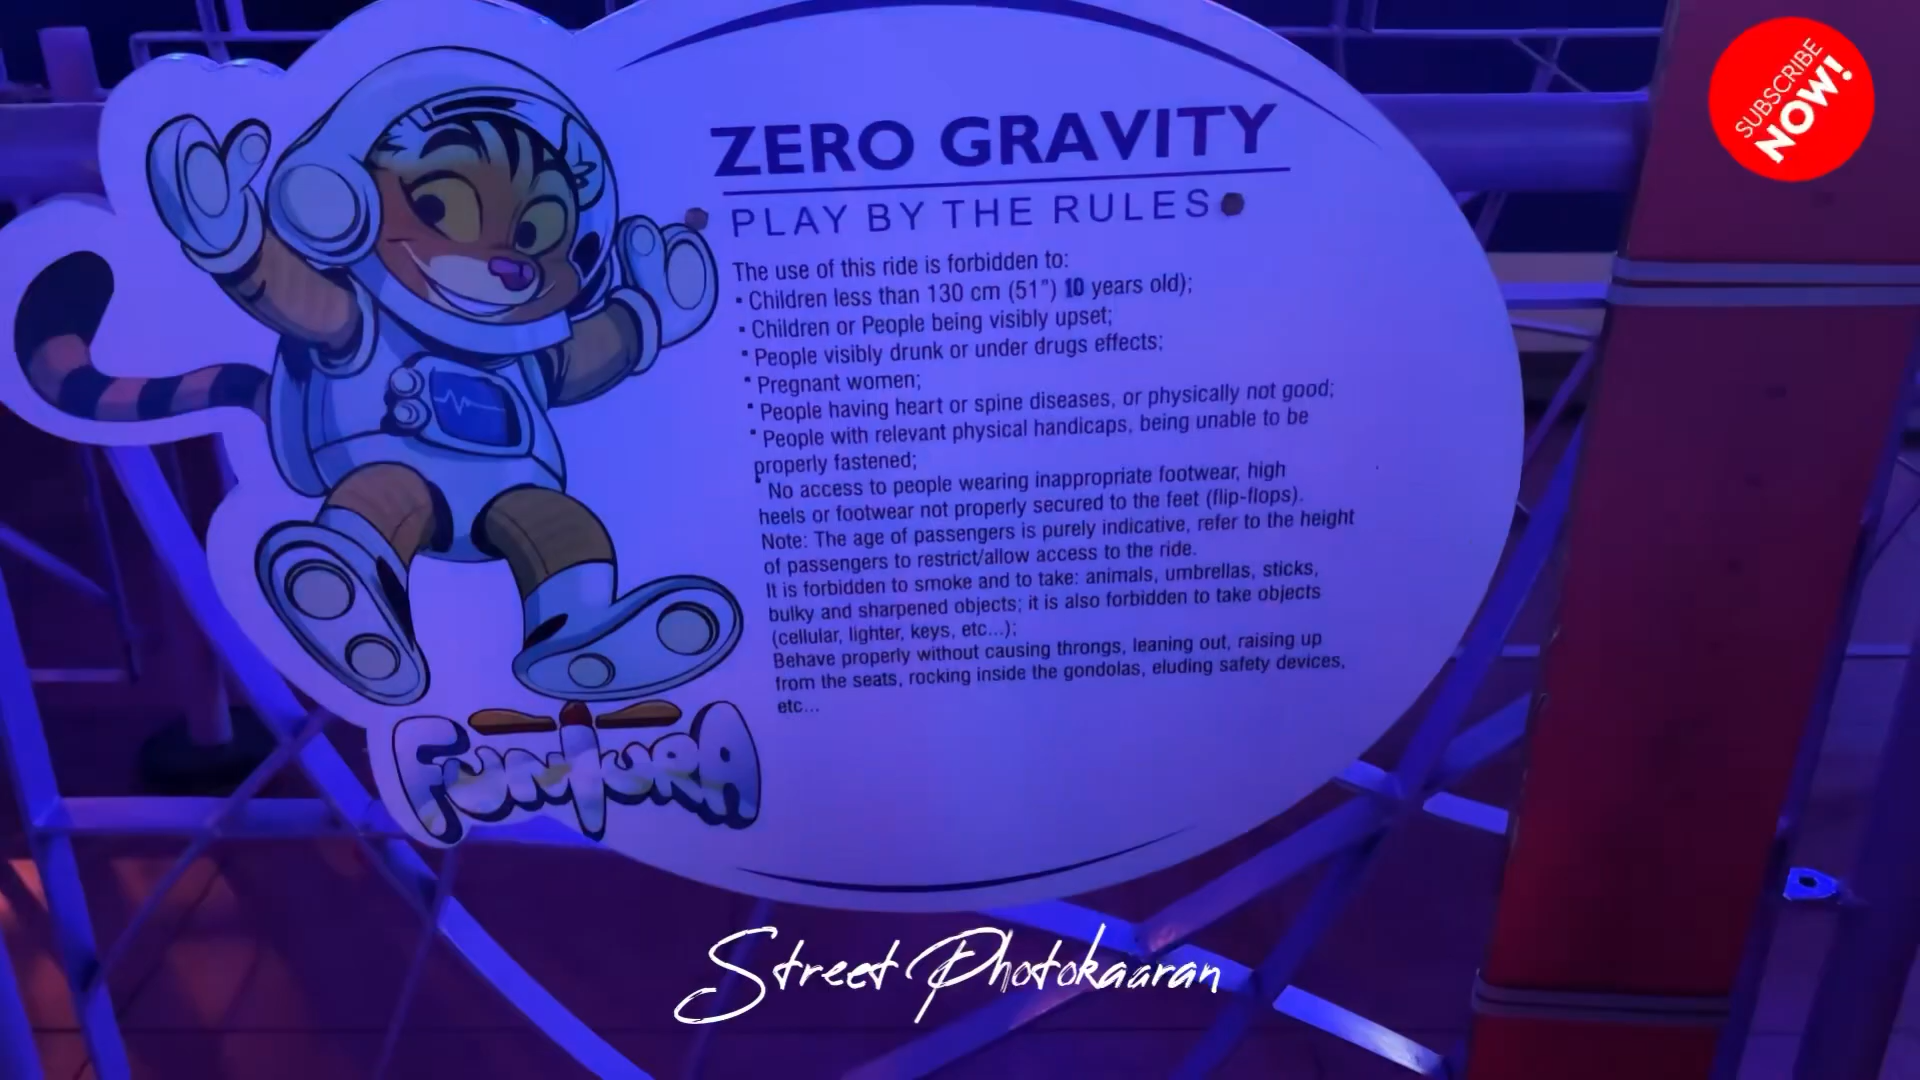 SUBSCRIBE
NOW!
ZERO GRAVITY
PLAY BY THE RULES
The use of this ride is forbidden to:
• Children less than 130 cm (51") 10 years old);
• Children or People being visibly upset;
• People visibly drunk or under drugs effects;
• Pregnant women;
• People having heart or spine diseases, or physically not good;
• People with relevant physical handicaps, being unable to be
properly fastened;
• No access to people wearing inappropriate footwear, high
heels or footwear not properly secured to the feet (flip-flops).
Note: The age of passengers is purely indicative, refer to the height
of passengers to restrict/allow access to the ride.
It is forbidden to smoke and to take: animals, umbrellas, sticks,
bulky and sharpened objects; it is also forbidden to take objects
(cellular, lighter, keys, etc...);
Behave properly without causing throngs, leaning out, raising up
from the seats, rocking inside the gondolas, eluding safety devices,
etc...
FUNTURA
Street Photokaaran